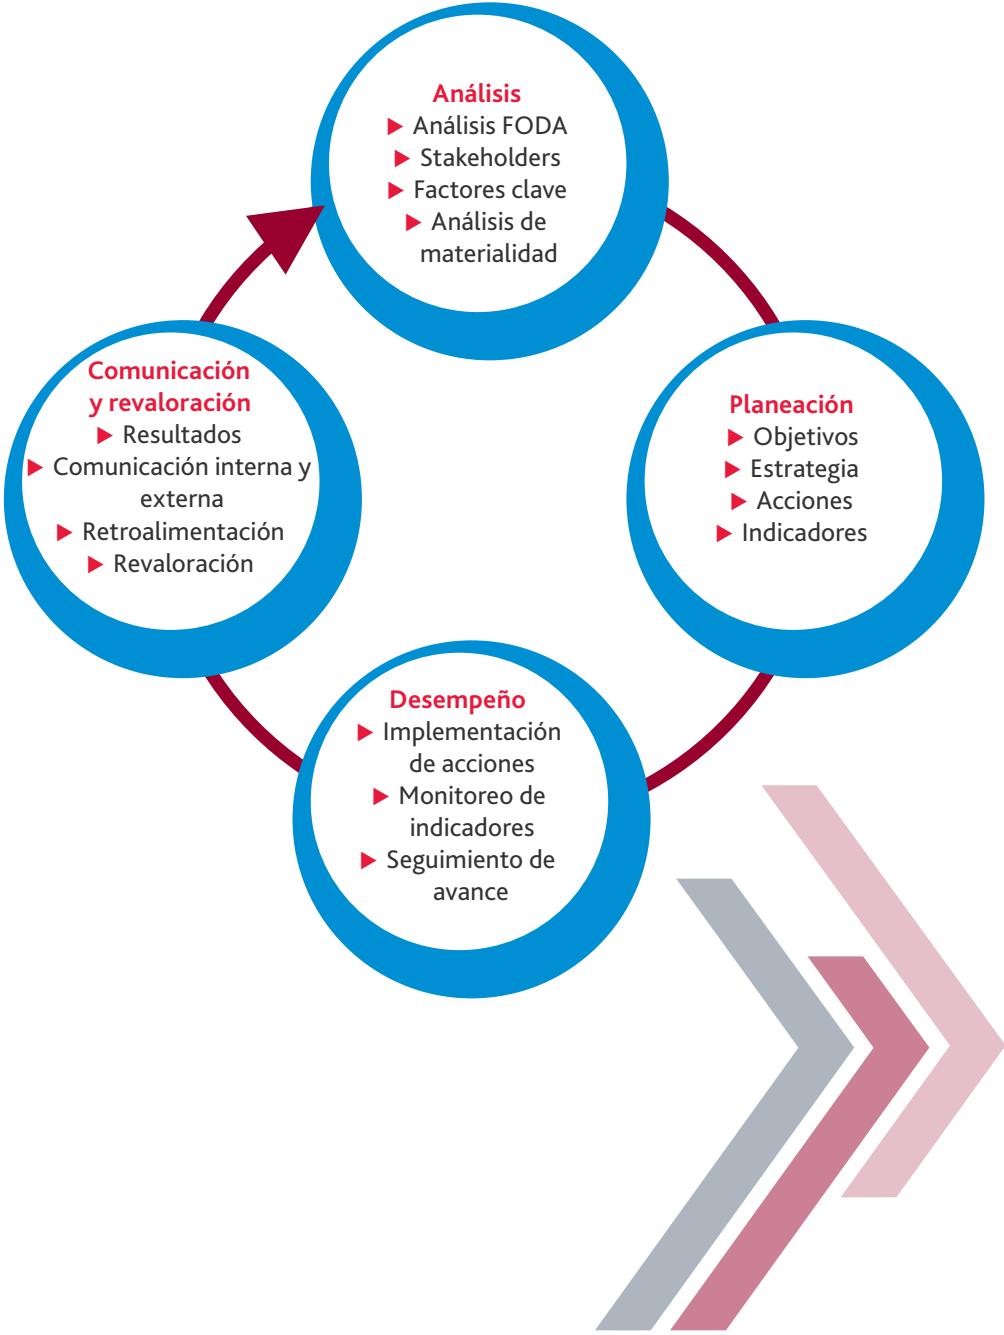 Análisis
▶ Análisis FODA
▶ Stakeholders
▶ Factores clave
▶ Análisis de
materialidad
Planeación
▶ Objetivos
▶ Estrategia
▶ Acciones
▶ Indicadores
Desempeño
▶ Implementación
de acciones
▶ Monitoreo de
indicadores
▶ Seguimiento de
avance
Comunicación
y revaloración
▶ Resultados
▶ Comunicación interna y
externa
▶ Retroalimentación
▶ Revaloración